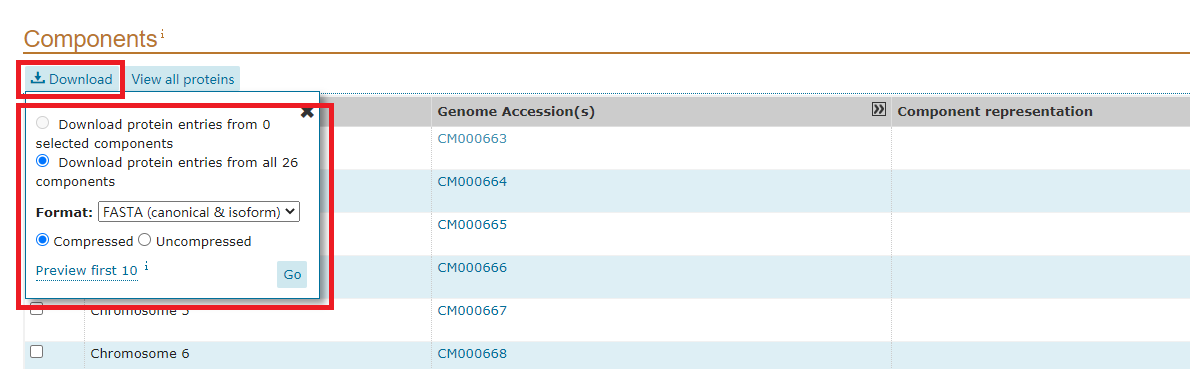 Components i
Download View all proteins
Genome Accession(s) Component representation
Download protein entries from 0
selected components
CM000663
Download protein entries from all 26
components
CM000664
Format: FASTA (canonical & isoform)
CM000665
Compressed Uncompressed
Preview first 10 i Go
CM000666
Chromosome 5 CM000667
Chromosome 6 CM000668